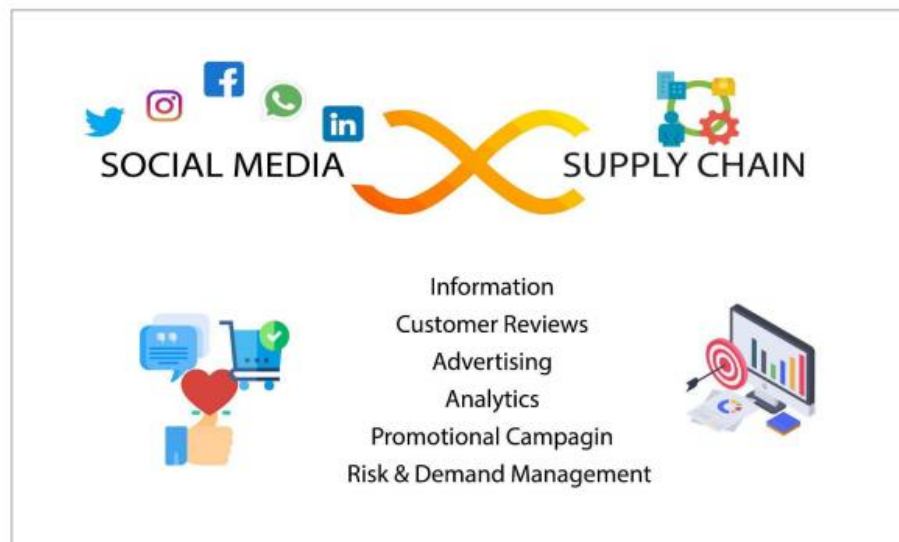 SOCIAL MEDIA
SUPPLY CHAIN
Information
Customer Reviews
Advertising
Analytics
Promotional Campagin
Risk & Demand Management